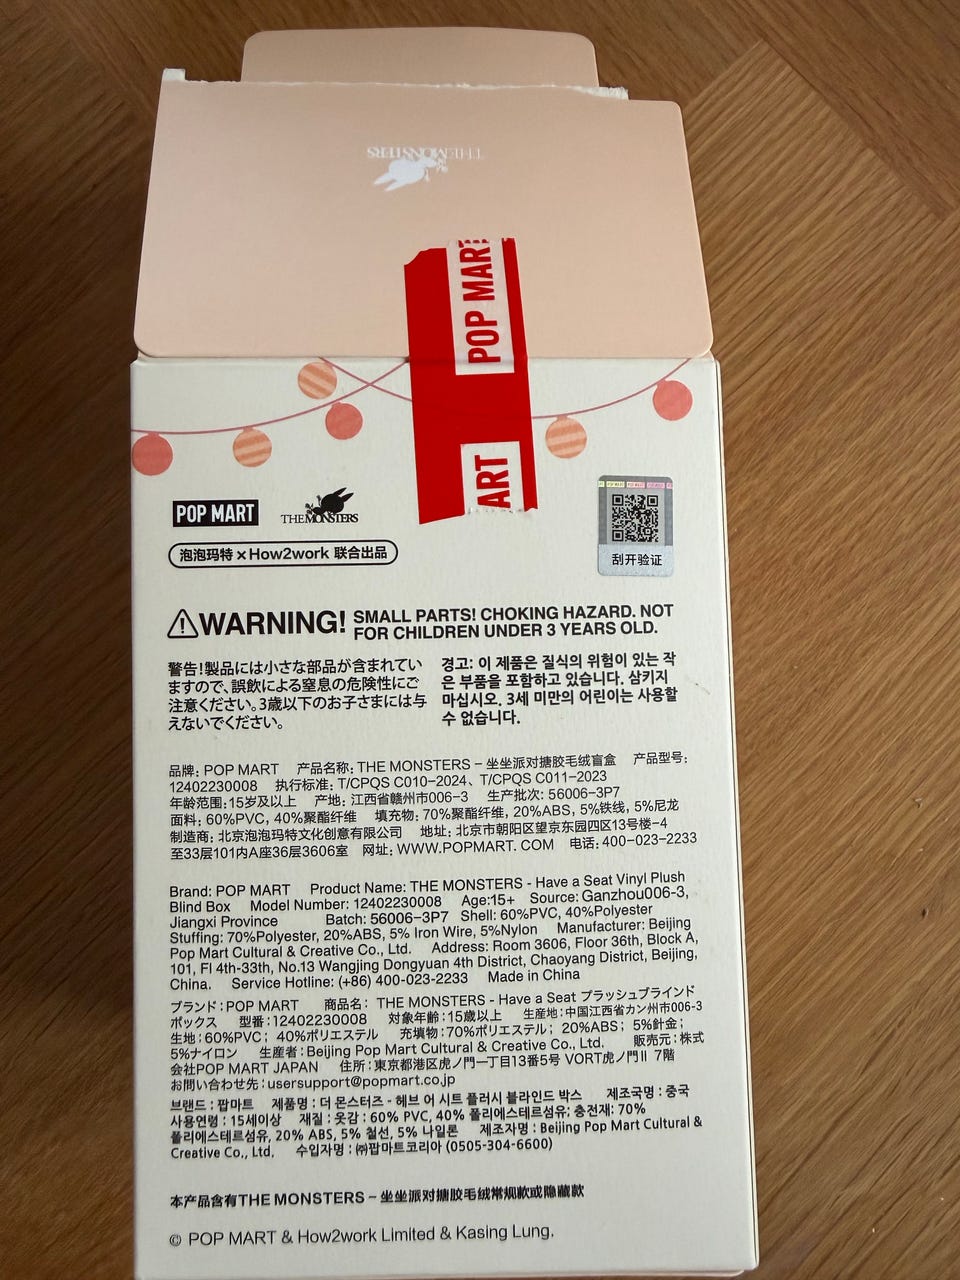 THE MONSTERS
POP MART
ART
POP MART
THE MONSTERS
泡泡玛特 × How2work 联合出品
刮开验证
WARNING! SMALL PARTS! CHOKING HAZARD. NOT
FOR CHILDREN UNDER 3 YEARS OLD.
警告!製品には小さな部品が含まれてい
ますので、誤飲による窒息の危険性にご
注意ください。3歳以下のお子さまには与
えないでください。
경고: 이 제품은 질식의 위험이 있는 작
은 부품을 포함하고 있습니다. 삼키지
마십시오. 3세 미만의 어린이는 사용할
수 없습니다.
品牌: POP MART 产品名称: THE MONSTERS – 坐坐派对搪胶毛绒盲盒 产品型号:
12402230008 执行标准: T/CPQS C010–2024、T/CPQS C011–2023
年龄范围: 15岁及以上 产地: 江西省赣州市006–3 生产批次: 56006–3P7
面料: 60%PVC, 40%聚酯纤维 填充物: 70%聚酯纤维, 20%ABS, 5%铁线, 5%尼龙
制造商: 北京泡泡玛特文化创意有限公司 地址: 北京市朝阳区望京东园四区13号楼–4
至33层101内A座36层3606室 网址: WWW.POPMART. COM 电话: 400–023–2233
Brand: POP MART Product Name: THE MONSTERS - Have a Seat Vinyl Plush
Blind Box Model Number: 12402230008 Age:15+ Source: Ganzhou006-3,
Jiangxi Province Batch: 56006-3P7 Shell: 60%PVC, 40%Polyester
Stuffing: 70%Polyester, 20%ABS, 5% Iron Wire, 5%Nylon Manufacturer: Beijing
Pop Mart Cultural & Creative Co., Ltd. Address: Room 3606, Floor 36th, Block A,
101, Fl 4th-33th, No.13 Wangjing Dongyuan 4th District, Chaoyang District, Beijing,
China. Service Hotline: (+86) 400-023-2233 Made in China
ブランド: POP MART 商品名: THE MONSTERS - Have a Seat プラッシュブラインド
ボックス 型番: 12402230008 対象年齢: 15歳以上 生産地: 中国江西省カン州市006-3
生地: 60%PVC; 40%ポリエステル 充填物: 70%ポリエステル; 20%ABS; 5%針金;
5%ナイロン 生産者: Beijing Pop Mart Cultural & Creative Co., Ltd. 販売元: 株式
会社POP MART JAPAN 住所: 東京都港区虎ノ門一丁目13番5号 VORT虎ノ門Ⅱ 7階
お問い合わせ先: usersupport@popmart.co.jp
브랜드 : 팝마트 제품명 : 더 몬스터즈 - 헤브 어 시트 플러시 블라인드 박스 제조국명 : 중국
사용연령 : 15세이상 재질 : 겉감 : 60% PVC, 40% 폴리에스테르섬유; 충전재: 70%
폴리에스테르섬유, 20% ABS, 5% 철선, 5% 나일론 제조자명 : Beijing Pop Mart Cultural &
Creative Co., Ltd. 수입자명 : ㈜팝마트코리아 (0505-304-6600)
本产品含有THE MONSTERS – 坐坐派对搪胶毛绒常规款或隐藏款
© POP MART & How2work Limited & Kasing Lung.